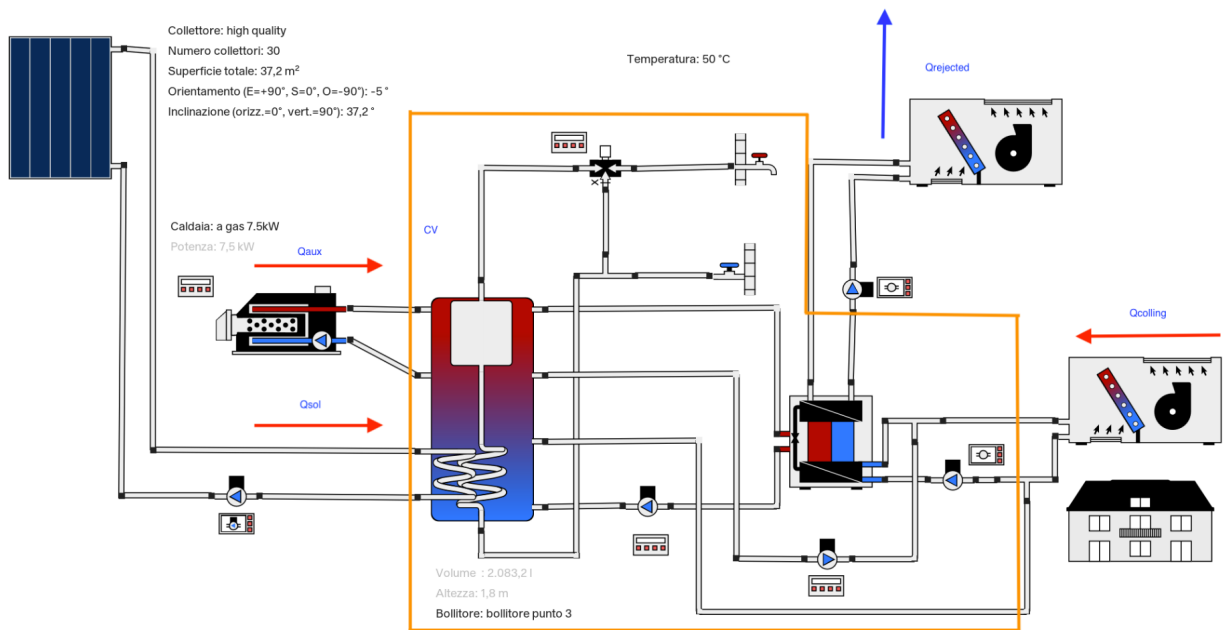 Collettore: high quality
Numero collettori: 30
Superficie totale: 37,2 m²
Orientamento (E=+90°, S=0°, O=-90°): -5 °
Inclinazione (orizz.=0°, vert.=90°): 37,2 °
Temperatura: 50 °C
Qrejected
Caldaia: a gas 7.5kW
Potenza: 7,5 kW
CV
Qaux
Qcolling
Qsol
Volume : 2.083,2 l
Altezza: 1,8 m
Bollitore: bollitore punto 3